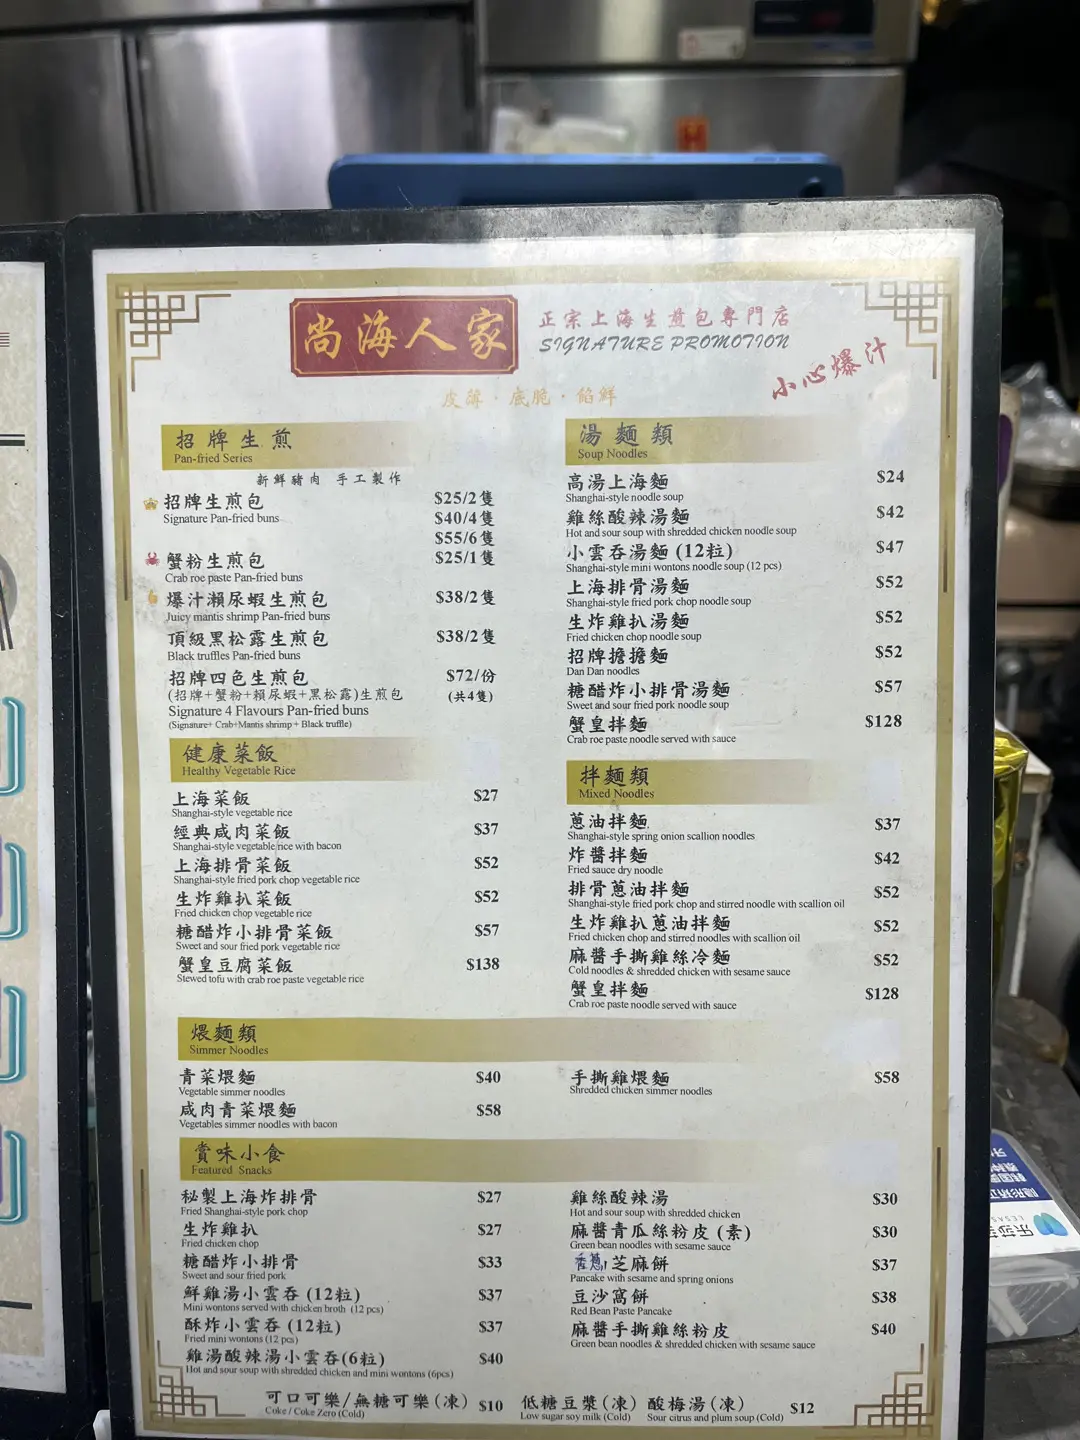 尚海人家
正宗上海生煎包專門店
SIGNATURE PROMOTION
小心爆汁
皮薄·底脆·餡鮮
招牌生煎
Pan-fried Series
新鮮豬肉 手工製作
招牌生煎包 $25/2隻
Signature Pan-fried buns $40/4隻
$55/6隻
蟹粉生煎包 $25/1隻
Crab roe paste Pan-fried buns
爆汁瀨尿蝦生煎包 $38/2隻
Juicy mantis shrimp Pan-fried buns
頂級黑松露生煎包 $38/2隻
Black truffles Pan-fried buns
招牌四色生煎包 $72/份
(招牌+蟹粉+賴尿蝦+黑松露)生煎包 (共4隻)
Signature 4 Flavours Pan-fried buns
(Signature+ Crab+Mantis shrimp + Black truffle)
健康菜飯
Healthy Vegetable Rice
上海菜飯 $27
Shanghai-style vegetable rice
經典咸肉菜飯 $37
Shanghai-style vegetable rice with bacon
上海排骨菜飯 $52
Shanghai-style fried pork chop vegetable rice
生炸雞扒菜飯 $52
Fried chicken chop vegetable rice
糖醋炸小排骨菜飯 $57
Sweet and sour fried pork vegetable rice
蟹皇豆腐菜飯 $138
Stewed tofu with crab roe paste vegetable rice
湯麵類
Soup Noodles
高湯上海麵 $24
Shanghai-style noodle soup
雞絲酸辣湯麵 $42
Hot and sour soup with shredded chicken noodle soup
小雲吞湯麵 (12粒) $47
Shanghai-style mini wontons noodle soup (12 pcs)
上海排骨湯麵 $52
Shanghai-style fried pork chop noodle soup
生炸雞扒湯麵 $52
Fried chicken chop noodle soup
招牌擔擔麵 $52
Dan Dan noodles
糖醋炸小排骨湯麵 $57
Sweet and sour fried pork noodle soup
蟹皇拌麵 $128
Crab roe paste noodle served with sauce
拌麵類
Mixed Noodles
蔥油拌麵 $37
Shanghai-style spring onion scallion noodles
炸醬拌麵 $42
Fried sauce dry noodle
排骨蔥油拌麵 $52
Shanghai-style fried pork chop and stirred noodle with scallion oil
生炸雞扒蔥油拌麵 $52
Fried chicken chop and stirred noodles with scallion oil
麻醬手撕雞絲冷麵 $52
Cold noodles & shredded chicken with sesame sauce
蟹皇拌麵 $128
Crab roe paste noodle served with sauce
煨麵類
Simmer Noodles
青菜煨麵 $40
Vegetable simmer noodles
咸肉青菜煨麵 $58
Vegetables simmer noodles with bacon
手撕雞煨麵 $58
Shredded chicken simmer noodles
賞味小食
Featured Snacks
秘製上海炸排骨 $27
Fried Shanghai-style pork chop
生炸雞扒 $27
Fried chicken chop
糖醋炸小排骨 $33
Sweet and sour fried pork
鮮雞湯小雲吞 (12粒) $37
Mini wontons served with chicken broth (12 pcs)
酥炸小雲吞 (12粒) $37
Fried mini wontons (12 pcs)
雞湯酸辣湯小雲吞(6粒) $40
Hot and sour soup with shredded chicken and mini wontons (6pcs)
雞絲酸辣湯 $30
Hot and sour soup with shredded chicken
麻醬青瓜絲粉皮 (素) $30
Green bean noodles with sesame sauce
香蔥芝麻餅 $37
Pancake with sesame and spring onions
豆沙窩餅 $38
Red Bean Paste Pancake
麻醬手撕雞絲粉皮 $40
Green bean noodles & shredded chicken with sesame sauce
可口可樂/無糖可樂(凍) $10
Coke / Coke Zero (Cold)
低糖豆漿(凍) 酸梅湯(凍) $12
Low sugar soy milk (Cold) Sour citrus and plum soup (Cold)